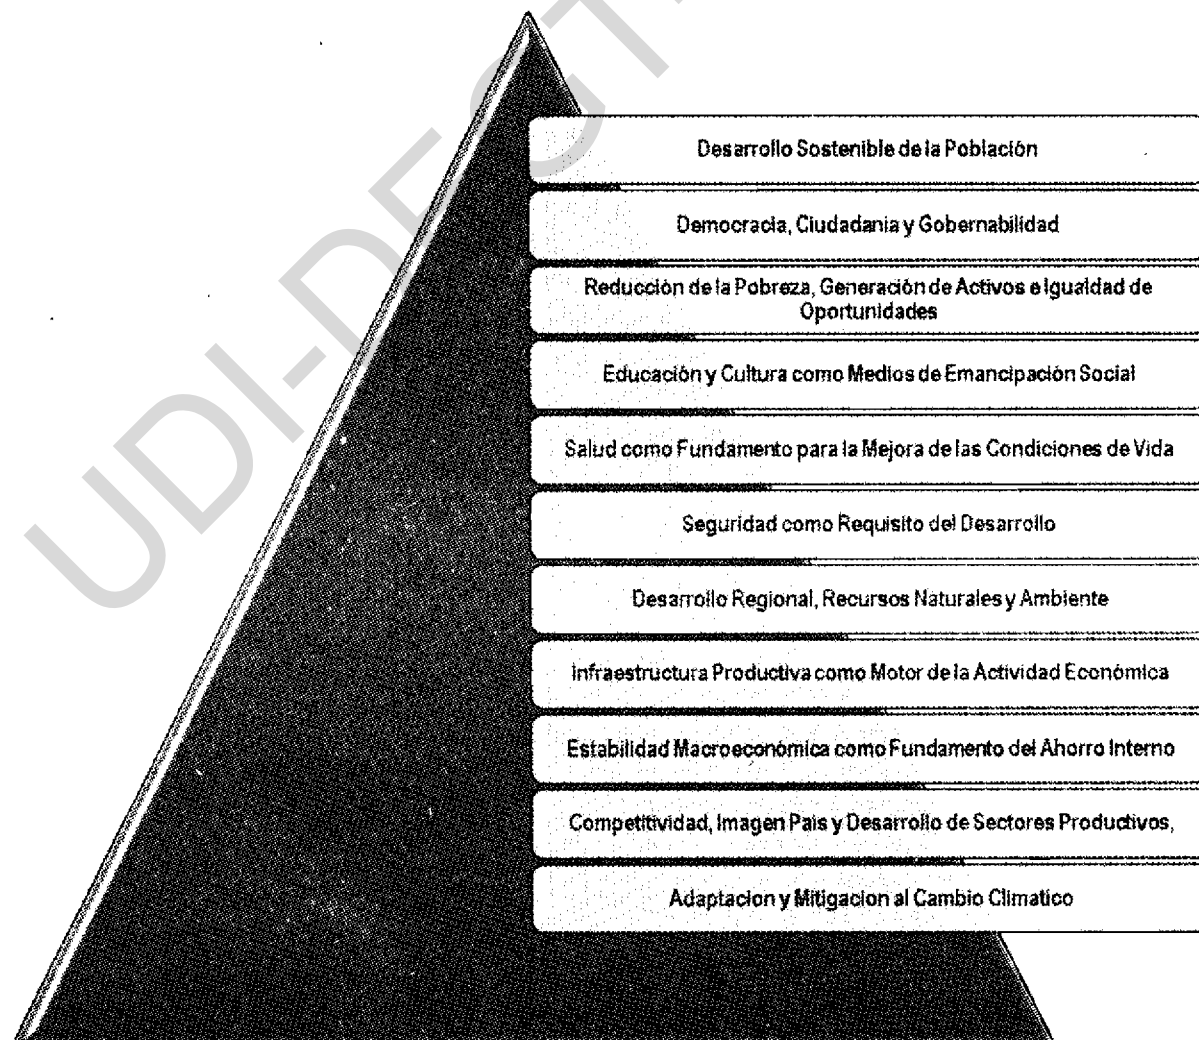 Desarrollo Sostenible de la Población
Democracia, Ciudadanía y Gobernabilidad
Reducción de la Pobreza, Generación de Activos e Igualdad de
Oportunidades
Educación y Cultura como Medios de Emancipación Social
Salud como Fundamento para la Mejora de las Condiciones de Vida
Seguridad como Requisito del Desarrollo
Desarrollo Regional, Recursos Naturales y Ambiente
Infraestructura Productiva como Motor de la Actividad Económica
Estabilidad Macroeconómica como Fundamento del Ahorro Interno
Competitividad, Imagen País y Desarrollo de Sectores Productivos,
Adaptacion y Mitigacion al Cambio Climatico